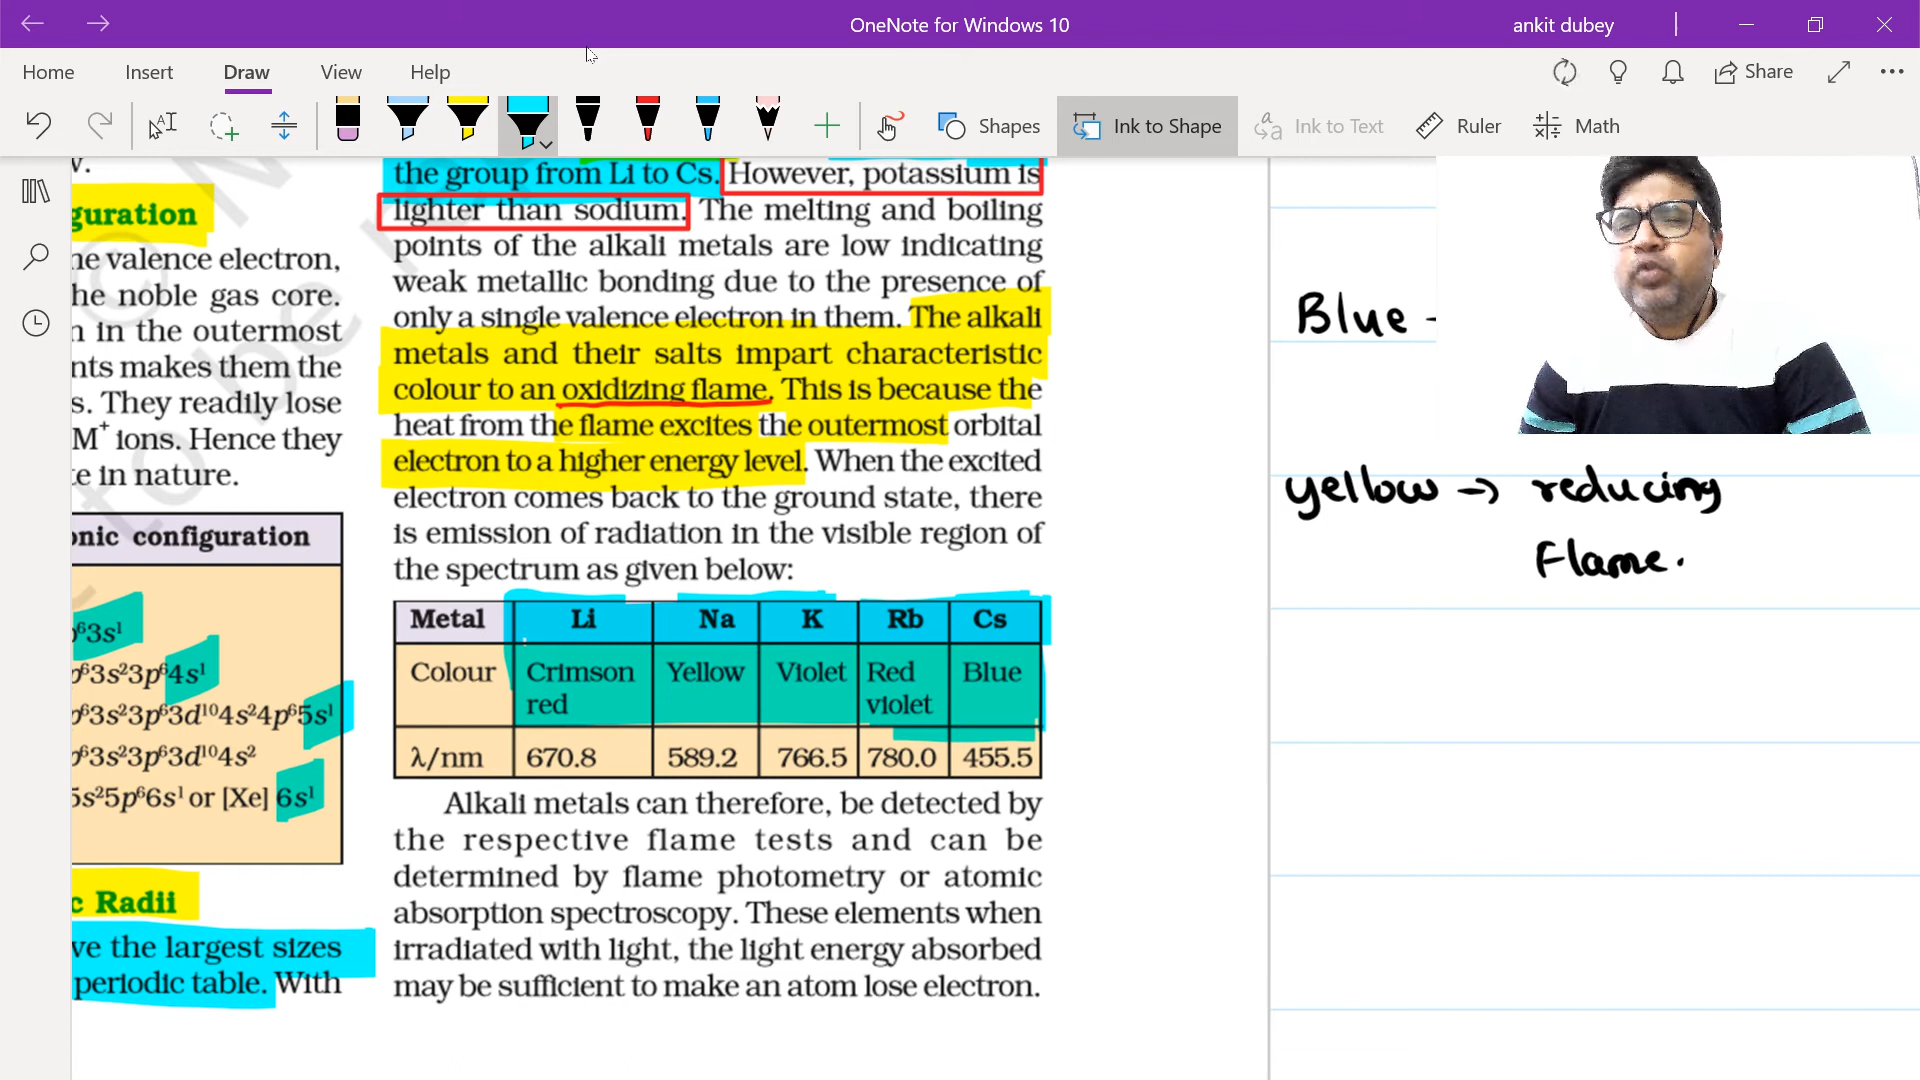 OneNote for Windows 10
ankit dubey
Home Insert Draw View Help
Share
Shapes Ink to Shape Ink to Text Ruler Math
v.
guration
ne valence electron,
he noble gas core.
n in the outermost
nts makes them the
s. They readily lose
M⁺ ions. Hence they
te in nature.
onic configuration
p⁶3s¹
p⁶3s²3p⁶4s¹
p⁶3s²3p⁶3d¹⁰4s²4p⁶5s¹
p⁶3s²3p⁶3d¹⁰4s²
5s²5p⁶6s¹ or [Xe] 6s¹
c Radii
ve the largest sizes
periodic table. With
the group from Li to Cs. However, potassium is
lighter than sodium. The melting and boiling
points of the alkali metals are low indicating
weak metallic bonding due to the presence of
only a single valence electron in them. The alkali
metals and their salts impart characteristic
colour to an oxidizing flame. This is because the
heat from the flame excites the outermost orbital
electron to a higher energy level. When the excited
electron comes back to the ground state, there
is emission of radiation in the visible region of
the spectrum as given below:
Metal Li Na K Rb Cs
Colour Crimson red Yellow Violet Red violet Blue
λ/nm 670.8 589.2 766.5 780.0 455.5
Alkali metals can therefore, be detected by
the respective flame tests and can be
determined by flame photometry or atomic
absorption spectroscopy. These elements when
irradiated with light, the light energy absorbed
may be sufficient to make an atom lose electron.
Blue -
yellow → reducing
Flame.